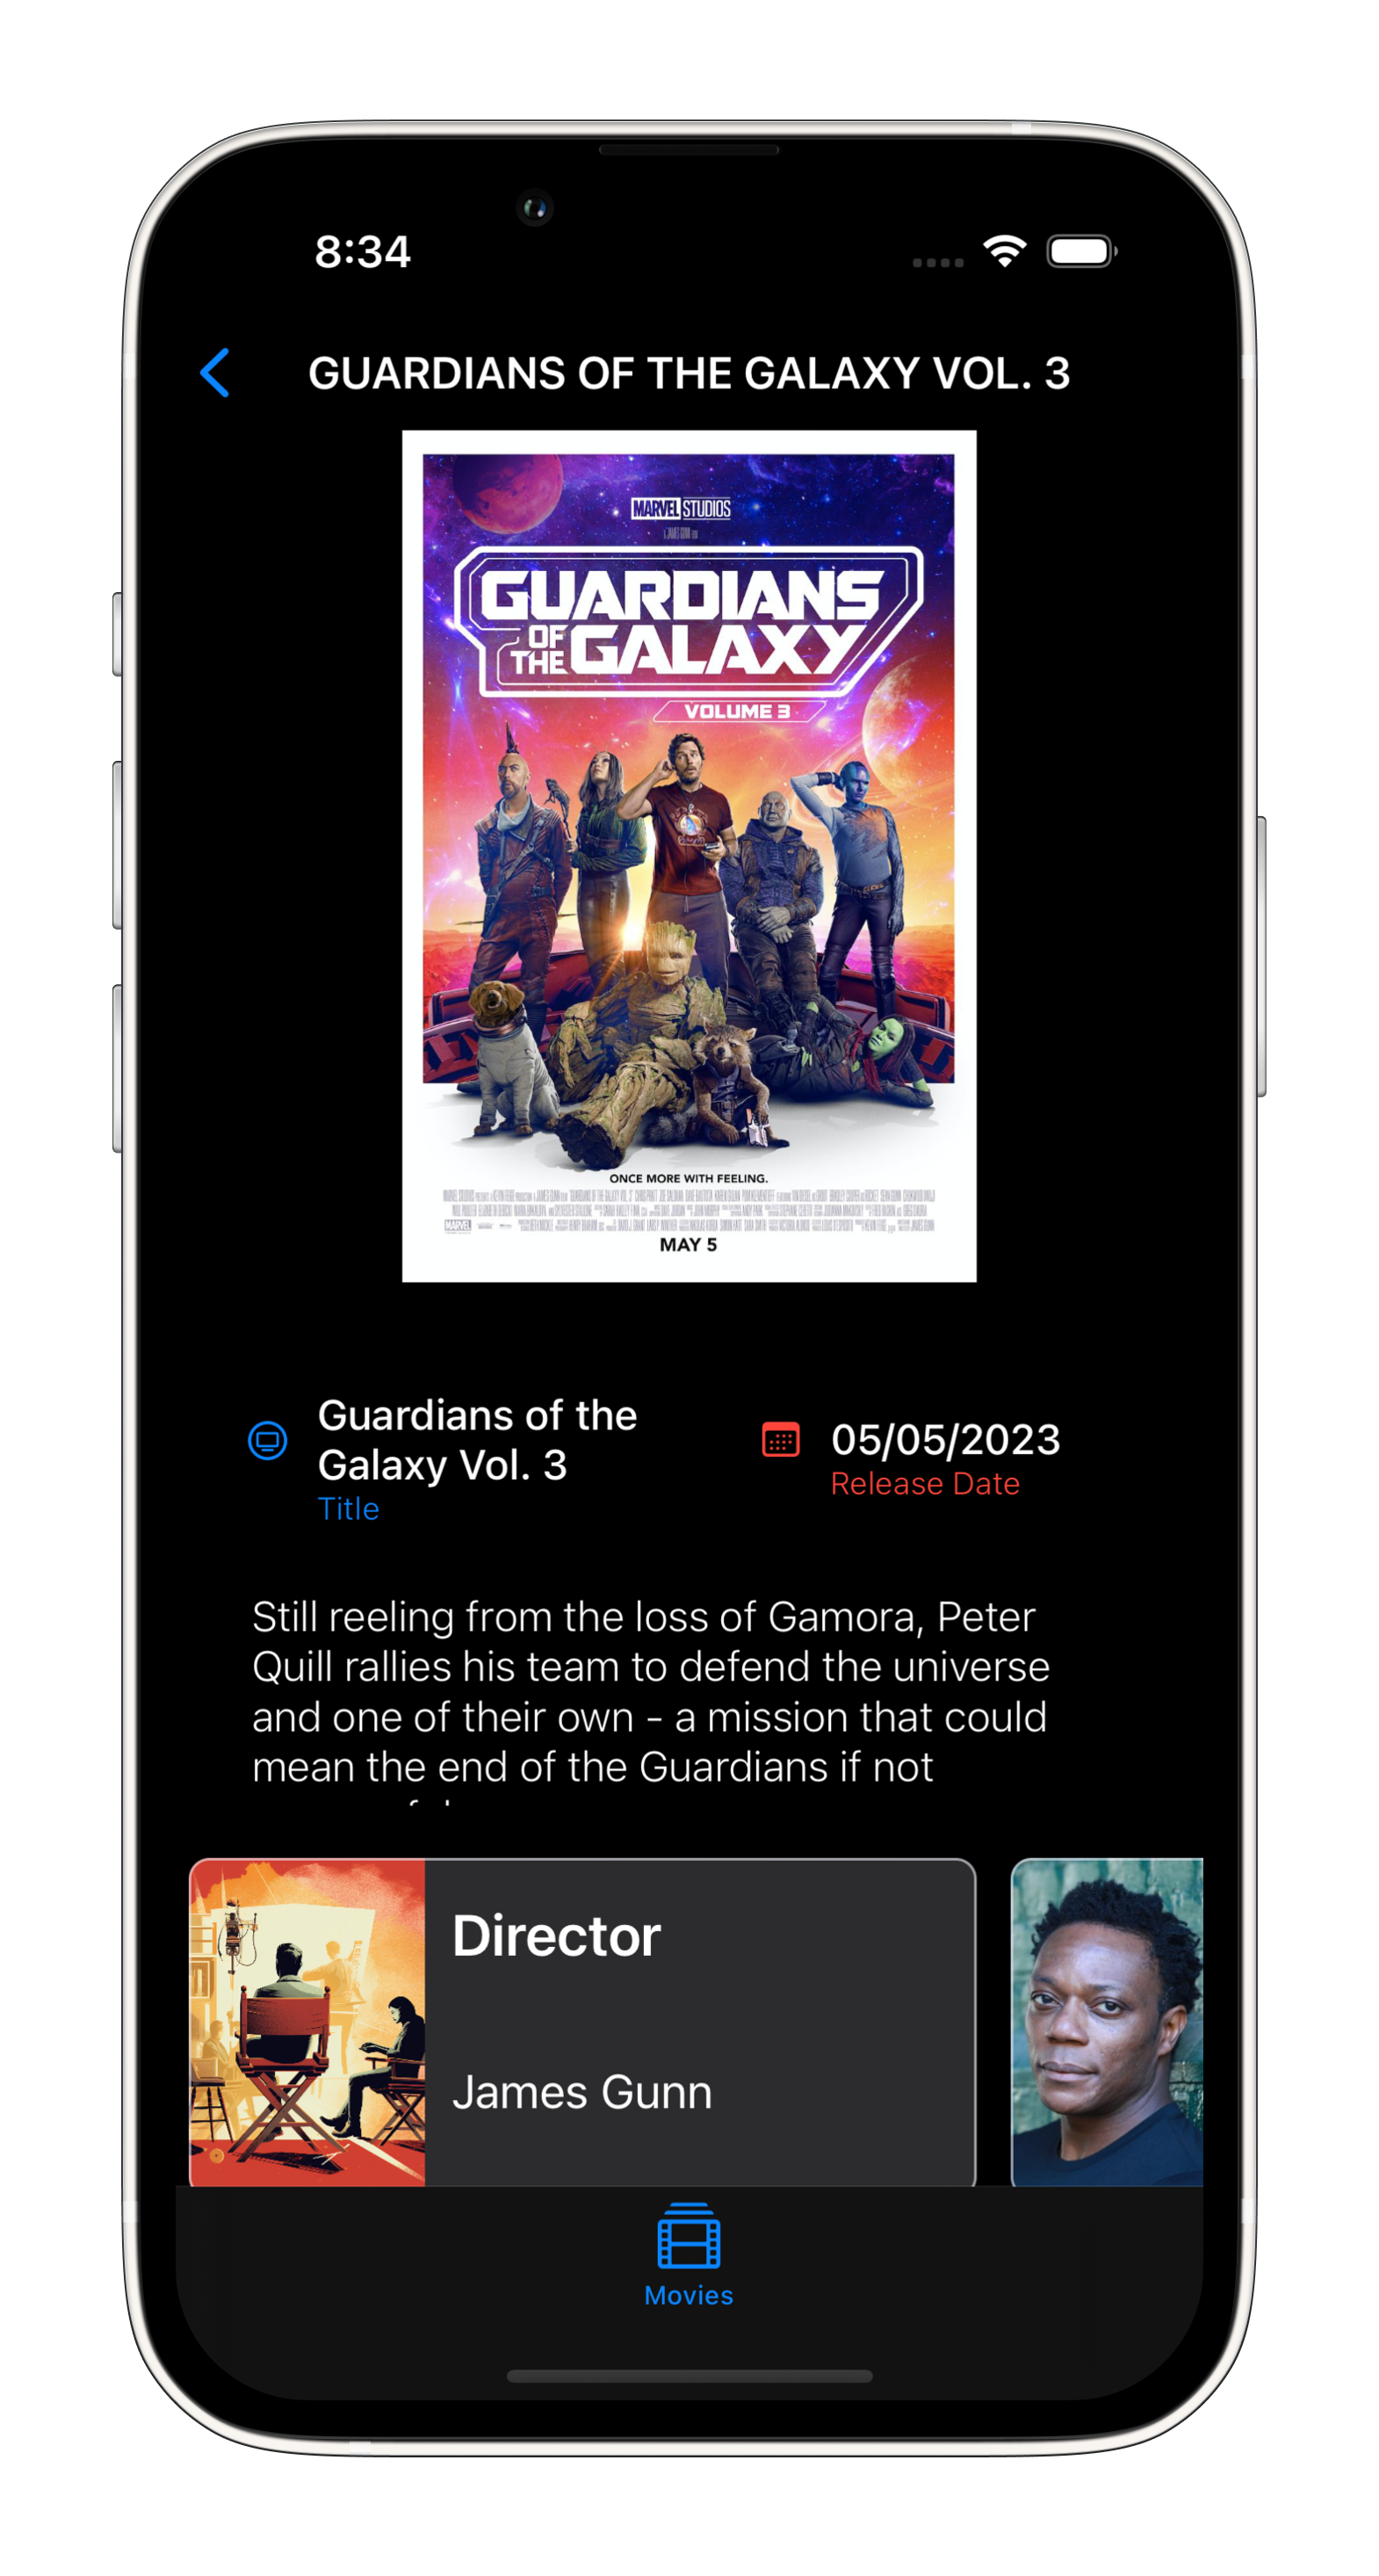 8:34
GUARDIANS OF THE GALAXY VOL. 3
MARVEL STUDIOS
GUARDIANS
OF
THE GALAXY
VOLUME 3
ONCE MORE WITH FEELING.
MARVEL
MAY 5
Guardians of the
Galaxy Vol. 3
Title
05/05/2023
Release Date
Still reeling from the loss of Gamora, Peter
Quill rallies his team to defend the universe
and one of their own - a mission that could
mean the end of the Guardians if not
Director
James Gunn
Movies